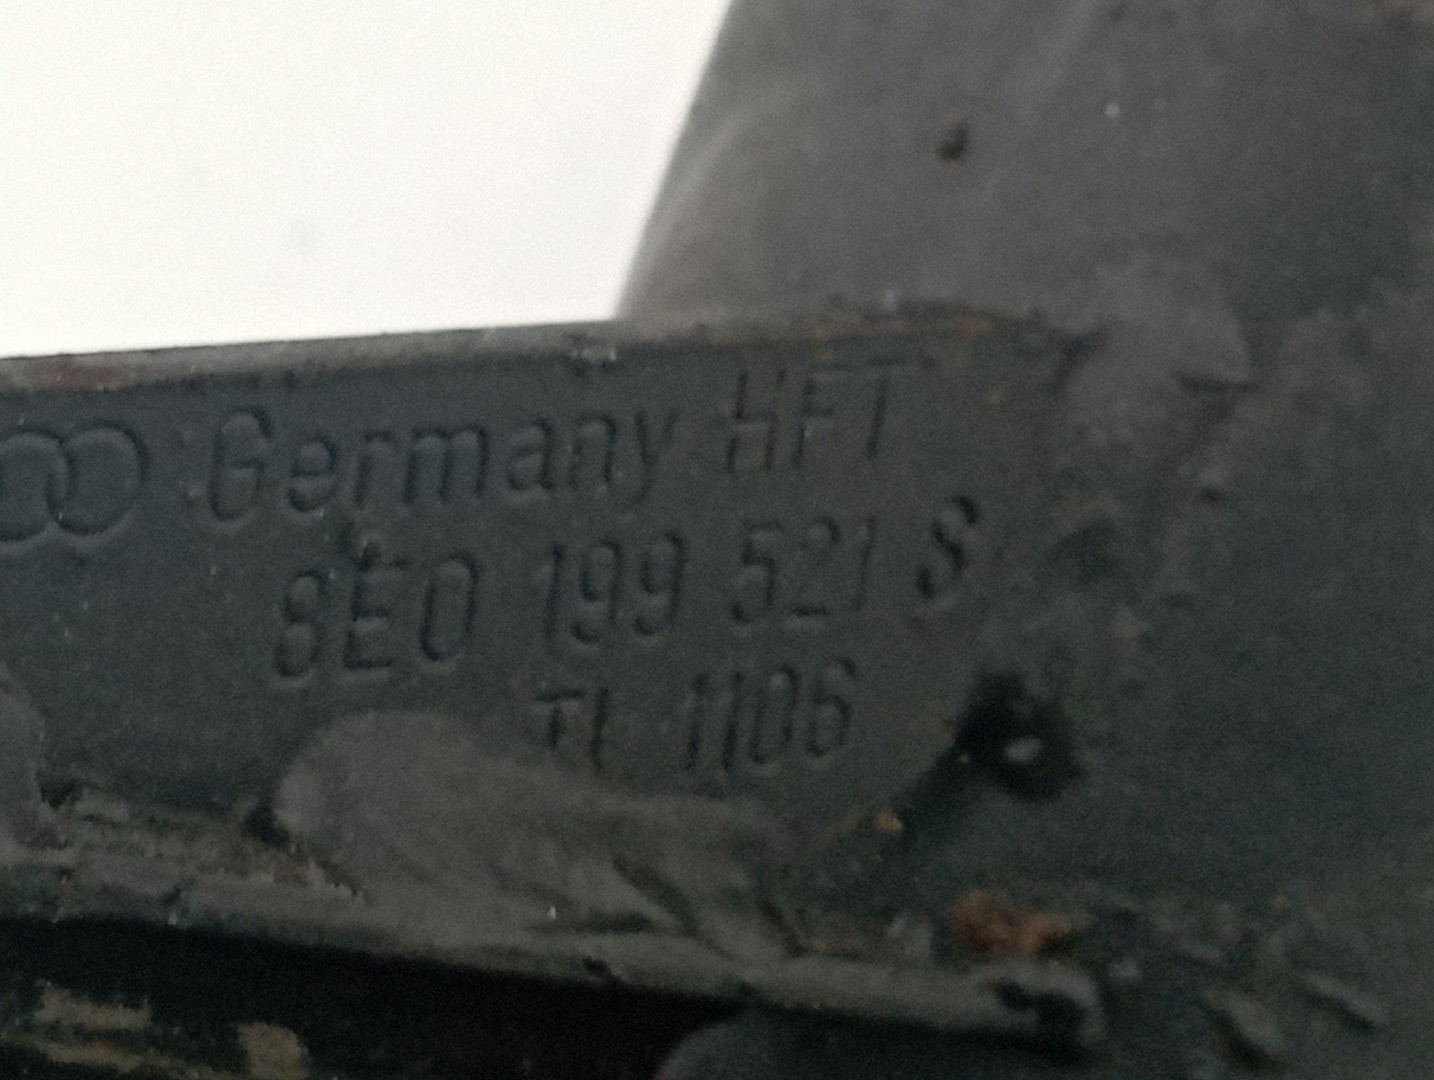 Germany HFT
8E0 199 521 S
TL 1106